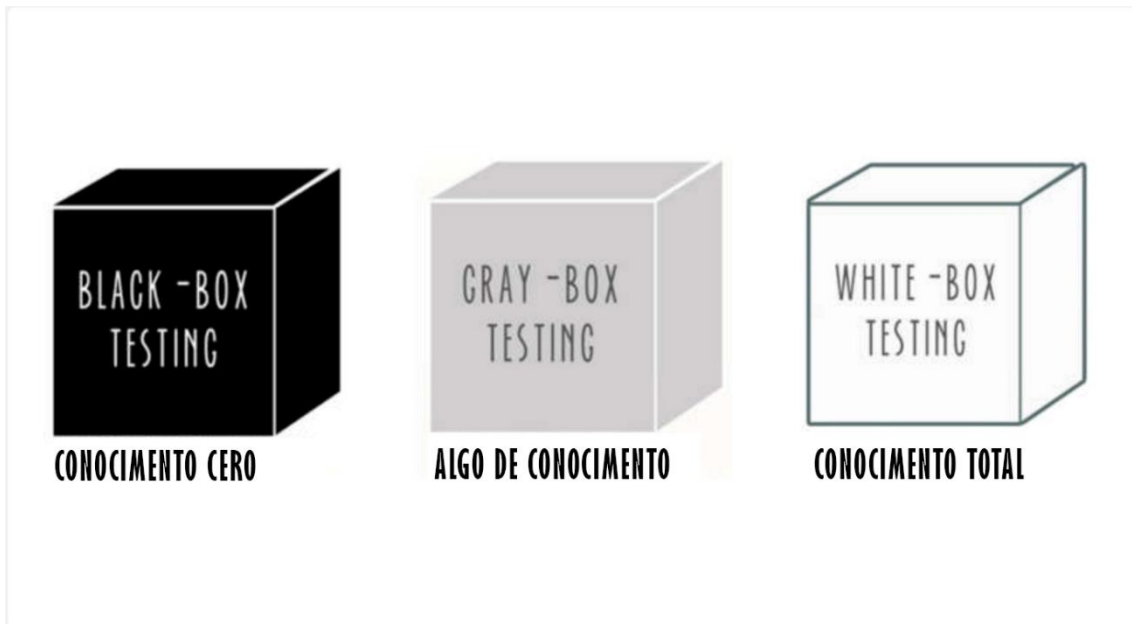 BLACK -BOX
TESTING
CONOCIMENTO CERO
GRAY -BOX
TESTING
ALGO DE CONOCIMENTO
WHITE -BOX
TESTING
CONOCIMENTO TOTAL